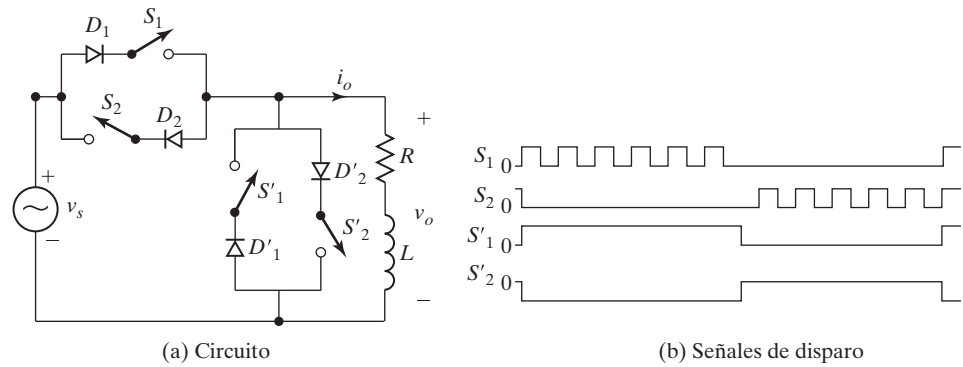 D1 S1
S2 D2
io
+
R
D'2
S'1
S'2
vo
D'1
L
−
+
vs
−
(a) Circuito
S1 0
S2 0
S'1 0
S'2 0
(b) Señales de disparo